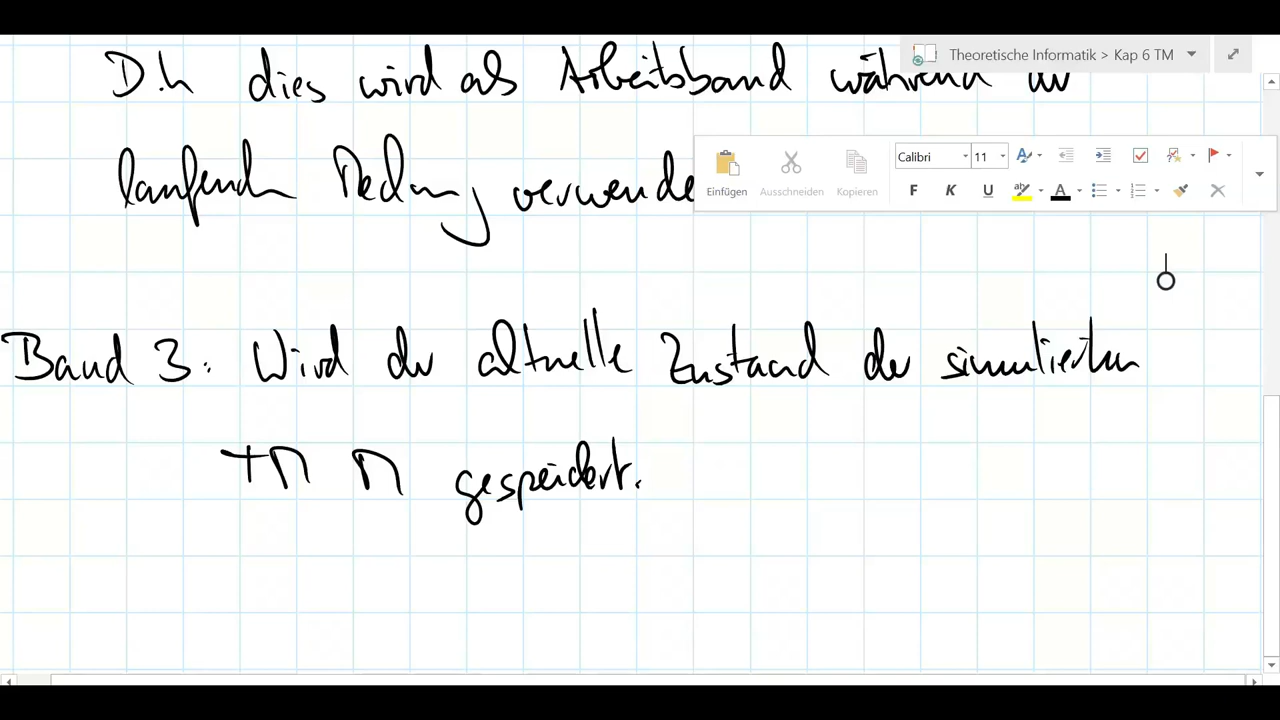 D.h dies wird als Arbeitsband während der
Theoretische Informatik > Kap 6 TM
laufenden Rechnung verwende
Calibri 11
Einfügen Ausschneiden Kopieren
F K U ab A
Band 3: Wird der aktuelle Zustand der simulierten
TM M gespeichert.